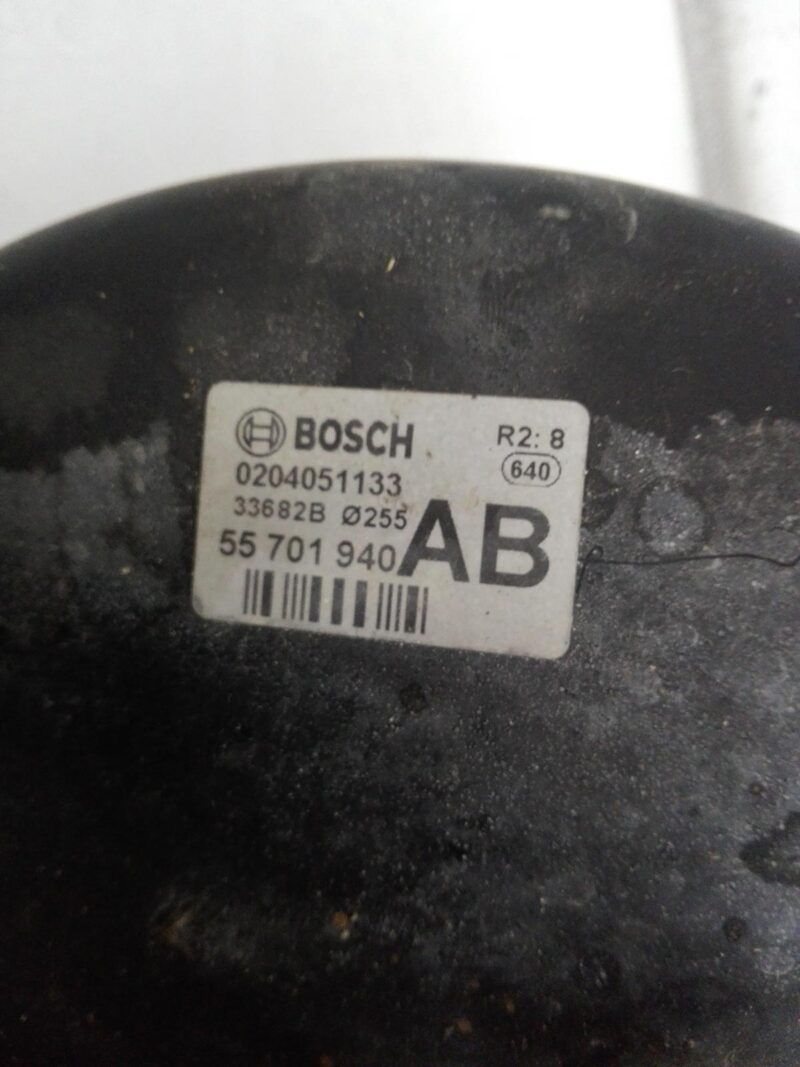 BOSCH R2: 8
0204051133 640
33682B Ø255
55 701 940 AB